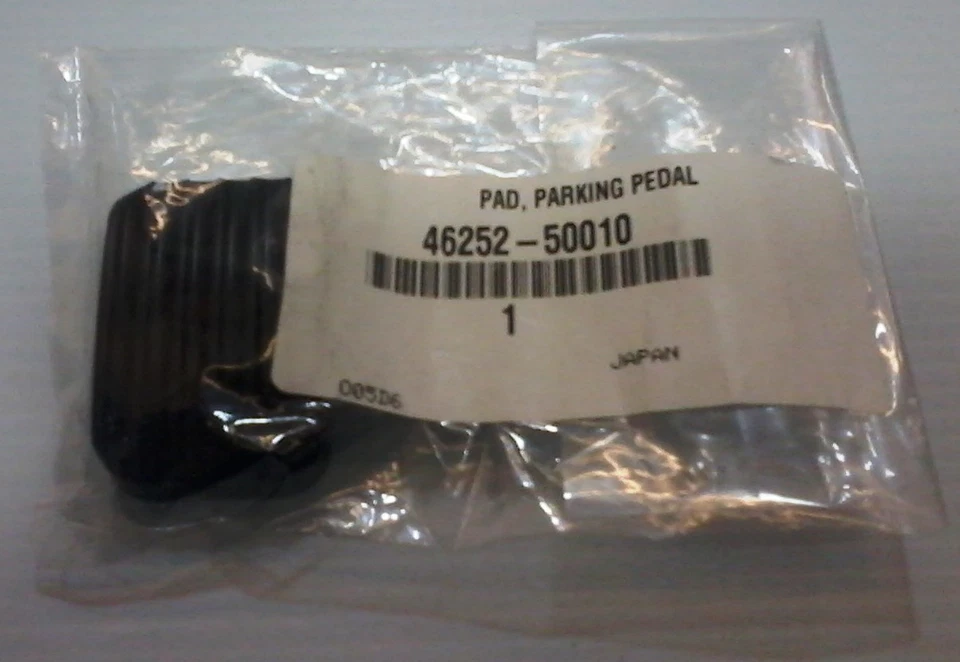 PAD, PARKING PEDAL
46252-50010
1
JAPAN
005D6